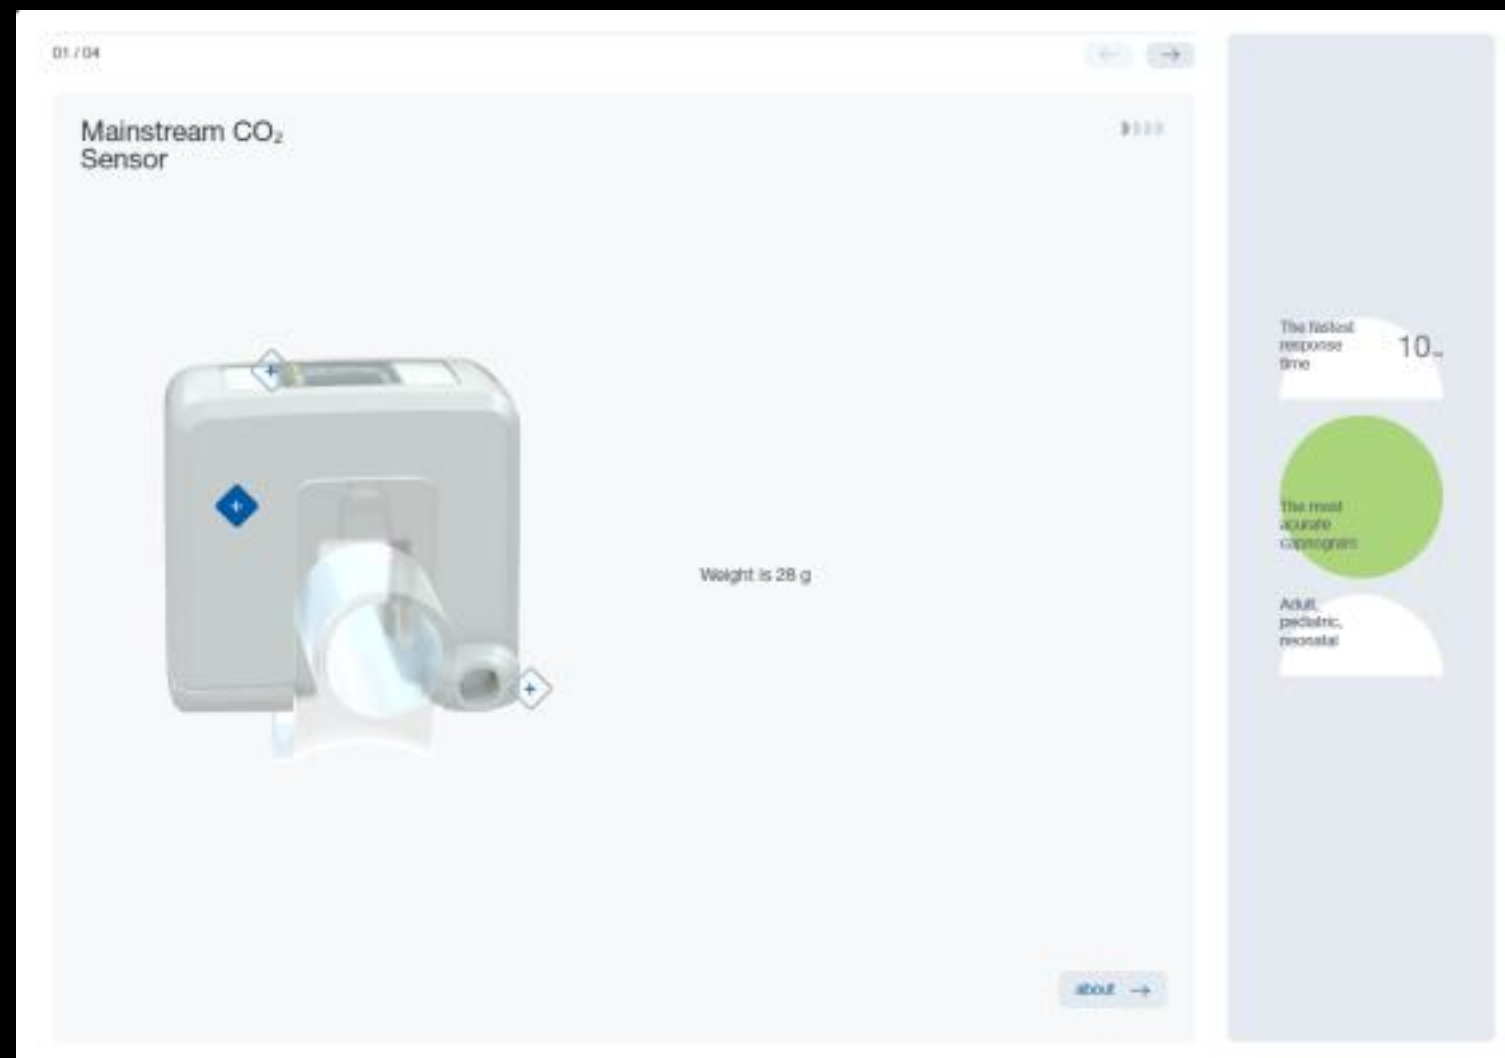 01 / 04
Mainstream CO₂
Sensor
Weight is 28 g
about
The fastest
response
time
10
The most
acurate
capnogram
Adult,
pediatric,
neonatal